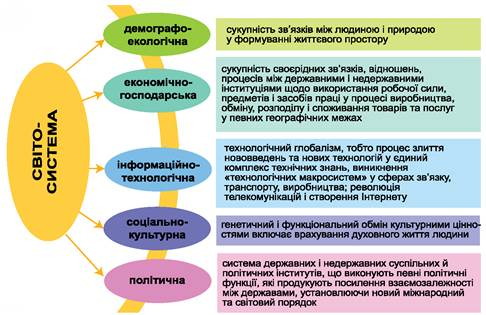 СВІТО-
СИСТЕМА
демографо-
екологічна
сукупність зв’язків між людиною і природою
у формуванні життєвого простору
економічно-
господарська
сукупність своєрідних зв’язків, відношень,
процесів між державними і недержавними
інституціями щодо використання робочої сили,
предметів і засобів праці у процесі виробництва,
обміну, розподілу і споживання товарів та послуг
у певних географічних межах
інформаційно-
технологічна
технологічний глобалізм, тобто процес злиття
нововведень та нових технологій у єдиний
комплекс технічних знань, виникнення
«технологічних макросистем» у сферах зв’язку,
транспорту, виробництва; революція
телекомунікацій і створення Інтернету
соціально-
культурна
генетичний і функціональний обмін культурними цінно-
стями включає врахування духовного життя людини
політична
система державних і недержавних суспільних й
політичних інститутів, що виконують певні політичні
функції, які продукують посилення взаємозалежності
між державами, установлюючи новий міжнародний
та світовий порядок